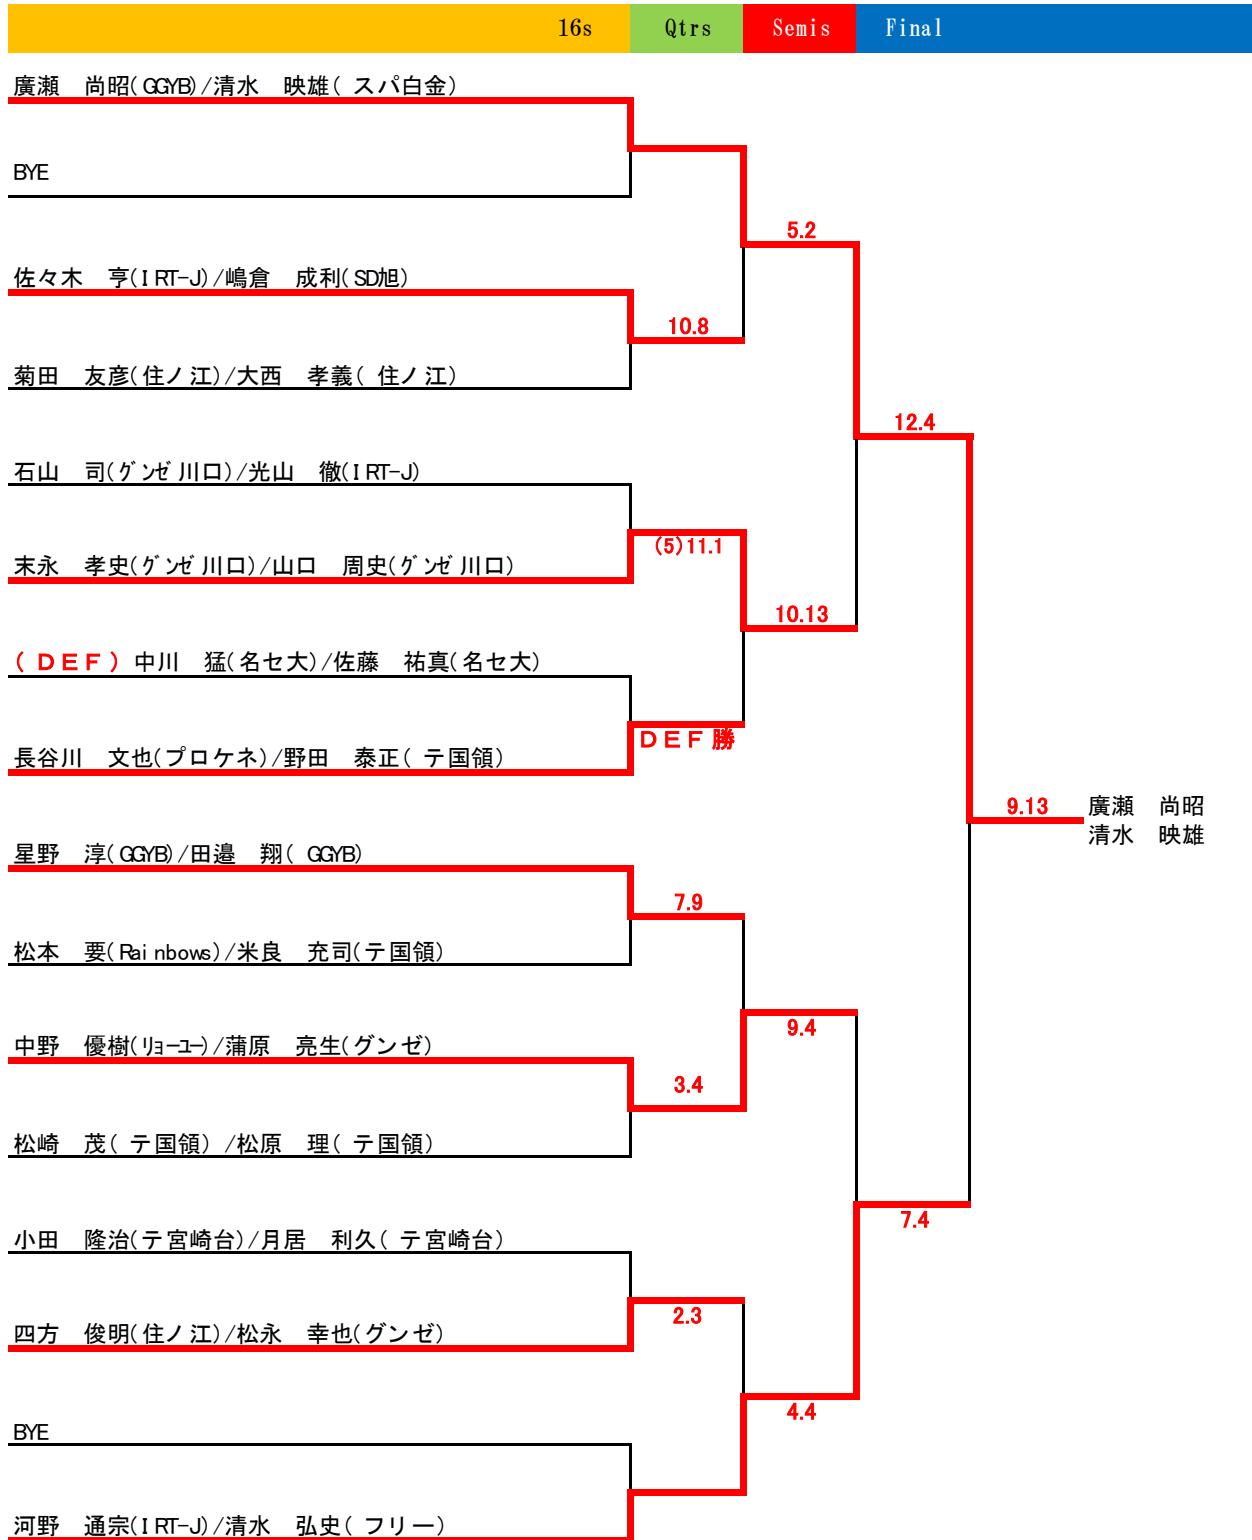 16s Qtrs Semis Final
廣瀬　尚昭(GGYB)/清水　映雄(スパ白金)
BYE
5.2
佐々木　亨(IRT-J)/嶋倉　成利(SD旭)
10.8
菊田　友彦(住ノ江)/大西　孝義(住ノ江)
12.4
石山　司(グンゼ川口)/光山　徹(IRT-J)
(5)11.1
末永　孝史(グンゼ川口)/山口　周史(グンゼ川口)
10.13
(ＤＥＦ)中川　猛(名セ大)/佐藤　祐真(名セ大)
ＤＥＦ勝
長谷川　文也(プロケネ)/野田　泰正(テ国領)
9.13 廣瀬　尚昭
清水　映雄
星野　淳(GGYB)/田邉　翔(GGYB)
7.9
松本　要(Rainbows)/米良　充司(テ国領)
9.4
中野　優樹(リョーユー)/蒲原　亮生(グンゼ)
3.4
松崎　茂(テ国領)/松原　理(テ国領)
7.4
小田　隆治(テ宮崎台)/月居　利久(テ宮崎台)
2.3
四方　俊明(住ノ江)/松永　幸也(グンゼ)
4.4
BYE
河野　通宗(IRT-J)/清水　弘史(フリー)